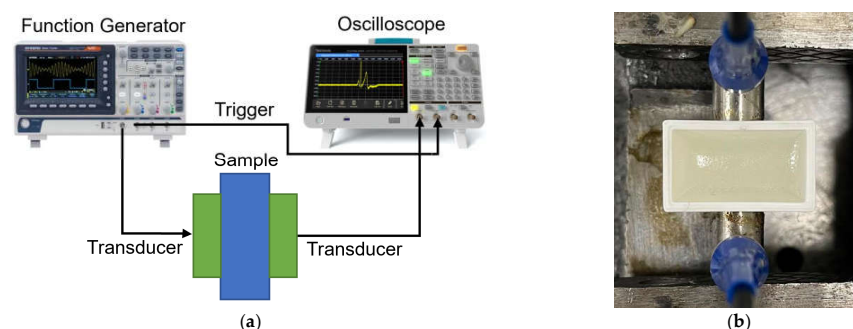 Function Generator
Oscilloscope
Trigger
Sample
Transducer
Transducer
(a)
(b)